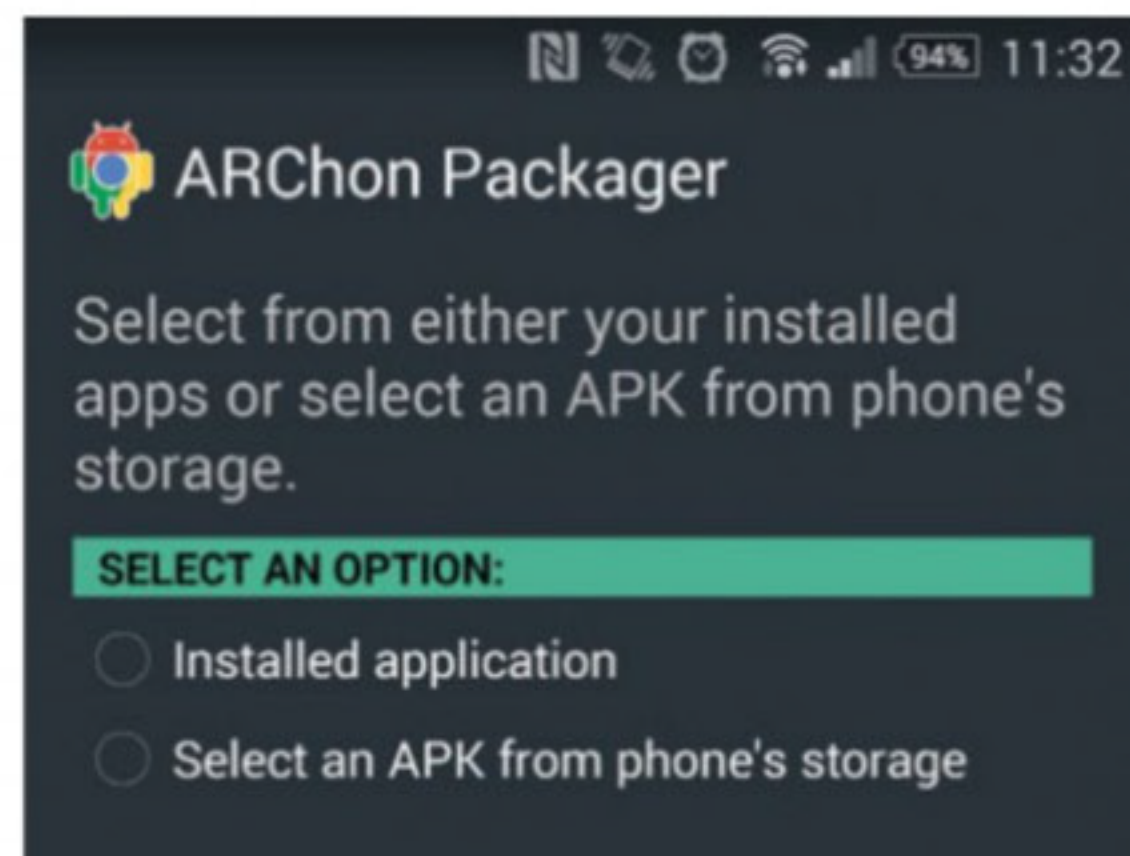 94% 11:32
ARChon Packager
Select from either your installed
apps or select an APK from phone's
storage.
SELECT AN OPTION:
Installed application
Select an APK from phone's storage